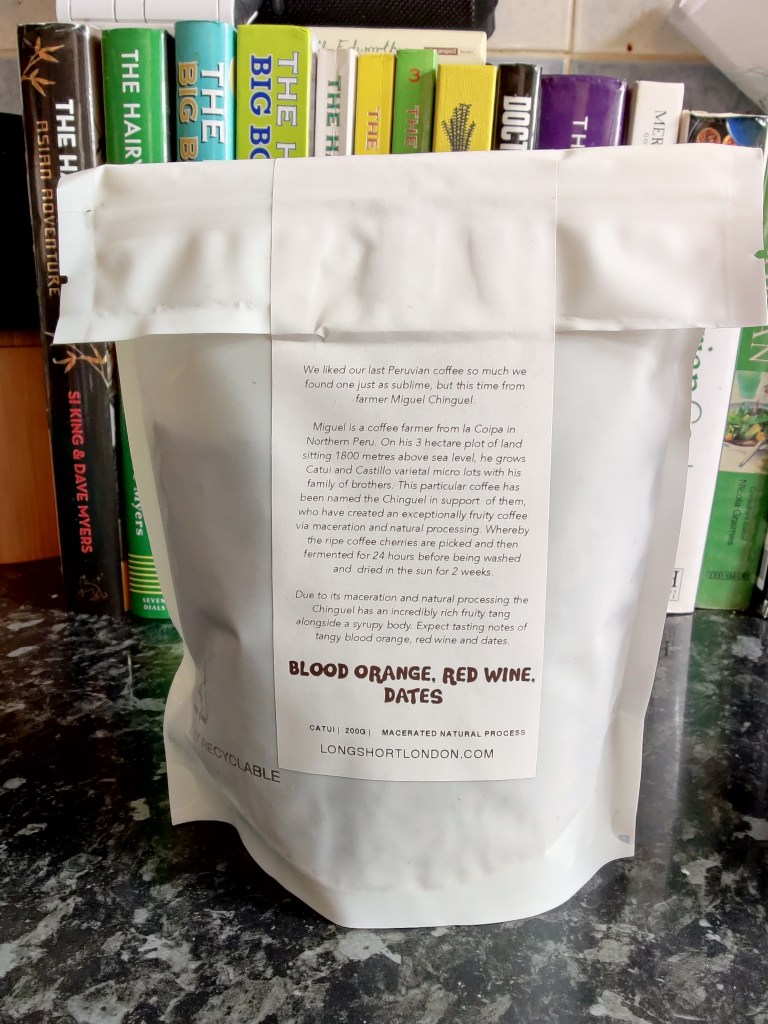 THE
ASIAN ADVENTURE
SI KING & DAVE MYERS
THE HAIRY
Myers
SEVEN
DEALS
THE
BIG
THE
BIG
THE
THE
3
THE
We liked our last Peruvian coffee so much we
found one just as sublime, but this time from
farmer Miguel Chinguel.
Miguel is a coffee farmer from la Coipa in
Northern Peru. On his 3 hectare plot of land
sitting 1800 metres above sea level, he grows
Catui and Castillo varietal micro lots with his
family of brothers. This particular coffee has
been named the Chinguel in support of them,
who have created an exceptionally fruity coffee
via maceration and natural processing. Whereby
the ripe coffee cherries are picked and then
fermented for 24 hours before being washed
and dried in the sun for 2 weeks.
Due to its maceration and natural processing the
Chinguel has an incredibly rich fruity tang
alongside a syrupy body. Expect tasting notes of
tangy blood orange, red wine and dates.
BLOOD ORANGE, RED WINE,
DATES
CATUI | 200G | MACERATED NATURAL PROCESS
LONGSHORTLONDON.COM
RECYCLABLE